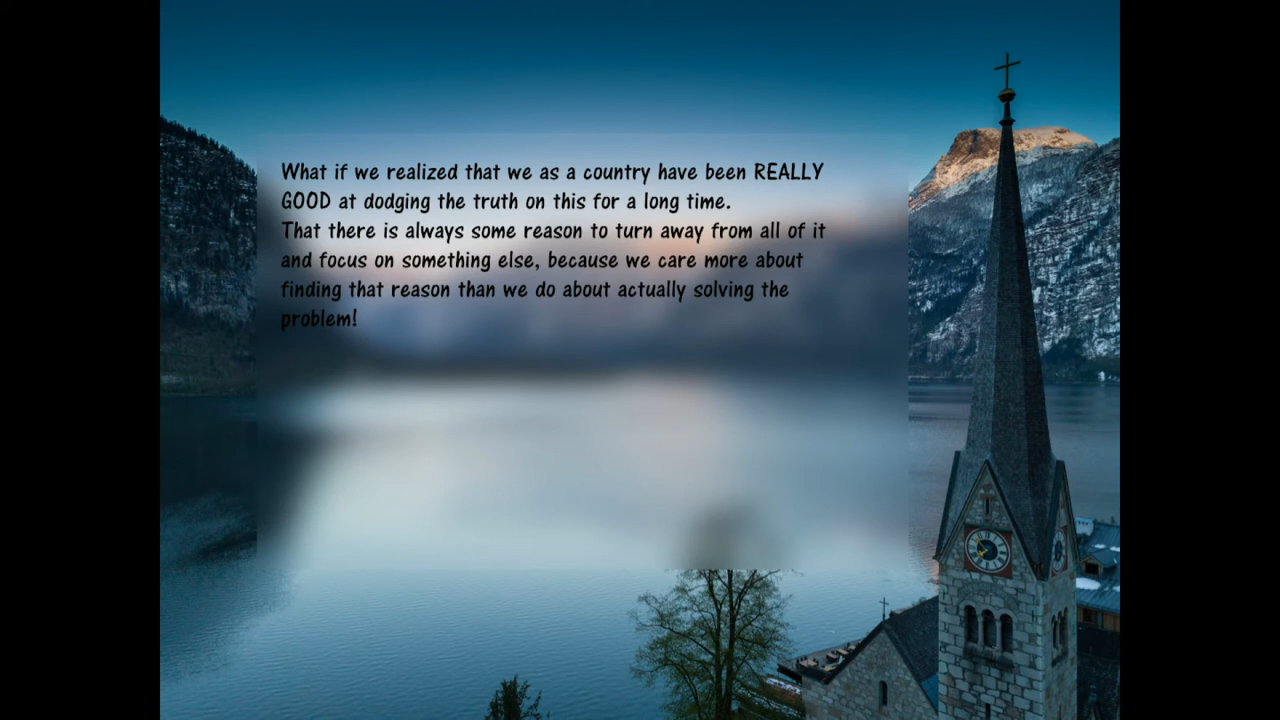 What if we realized that we as a country have been REALLY
GOOD at dodging the truth on this for a long time.
That there is always some reason to turn away from all of it
and focus on something else, because we care more about
finding that reason than we do about actually solving the
problem!